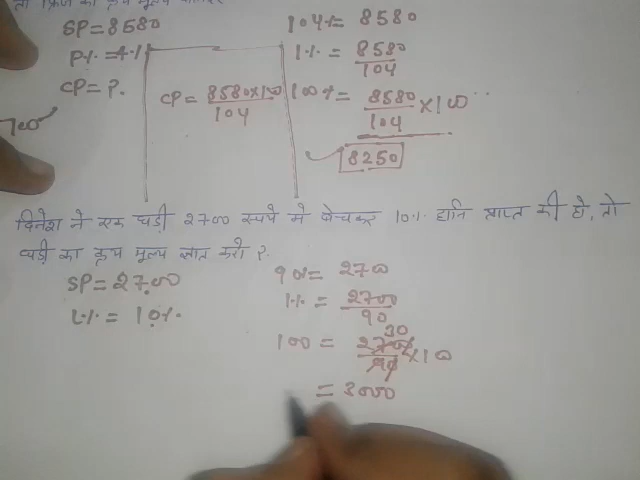 तो फ्रिज का क्रय मूल्य
SP = 8580
P% = 4%
CP = ?
CP = 8580×100 / 104
104% = 8580
1% = 8580 / 104
100% = 8580 / 104 × 100
8250
दिनेश ने एक घड़ी 2700 रुपये में बेचकर 10% हानि प्राप्त की हो, तो
घड़ी का क्रय मूल्य ज्ञात करो ?
SP = 2700
L% = 10%
90% = 2700
1% = 2700 / 90
30
100 = 2700 / 90 × 100
= 3000